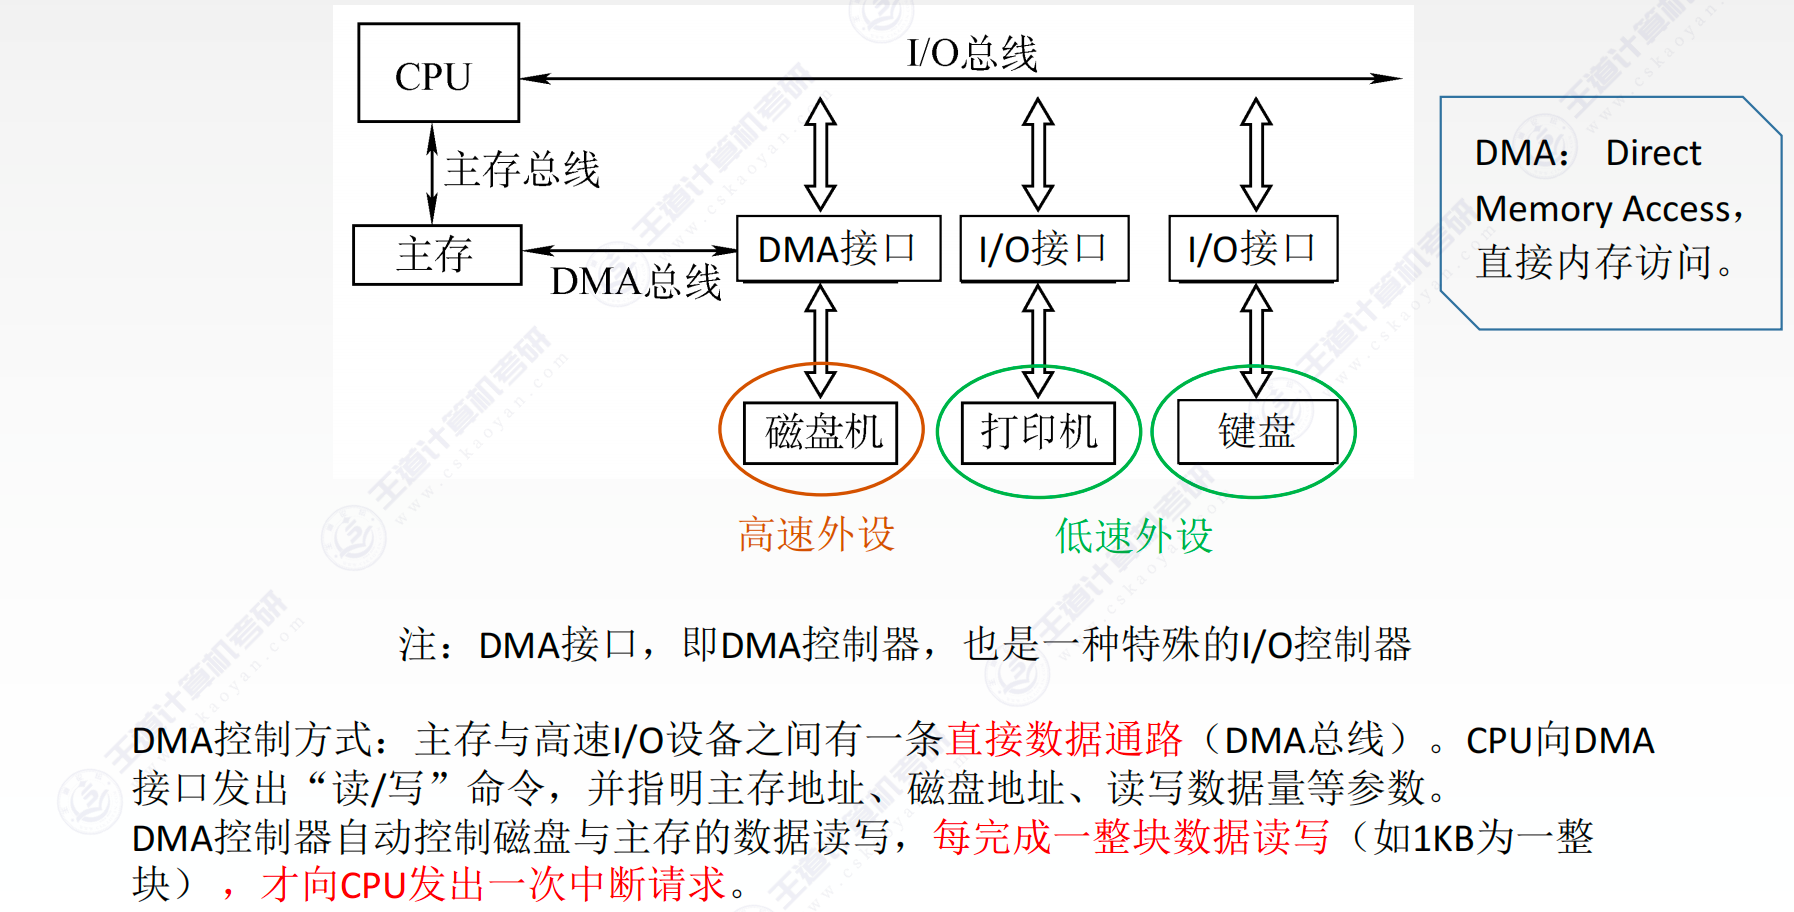 CPU
I/O总线
主存总线
主存
DMA总线
DMA接口
I/O接口
I/O接口
磁盘机
打印机
键盘
高速外设
低速外设
DMA： Direct
Memory Access，
直接内存访问。
注：DMA接口，即DMA控制器，也是一种特殊的I/O控制器
DMA控制方式：主存与高速I/O设备之间有一条直接数据通路（DMA总线）。CPU向DMA
接口发出“读/写”命令，并指明主存地址、磁盘地址、读写数据量等参数。
DMA控制器自动控制磁盘与主存的数据读写，每完成一整块数据读写（如1KB为一整
块），才向CPU发出一次中断请求。
王道计算机考研
www.cskaoyan.com